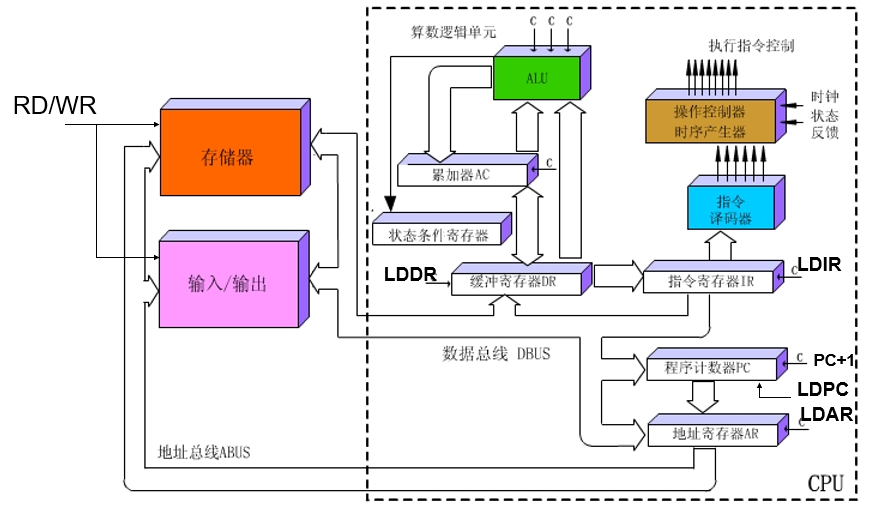 算数逻辑单元
C C C
执行指令控制
ALU
RD/WR
操作控制器
时序产生器
时钟
状态
反馈
存储器
累加器AC
C
指令
译码器
状态条件寄存器
LDDR
缓冲寄存器DR
指令寄存器IR
C
LDIR
输入/输出
数据总线 DBUS
程序计数器PC
C
PC+1
LDPC
LDAR
地址寄存器AR
C
地址总线ABUS
CPU